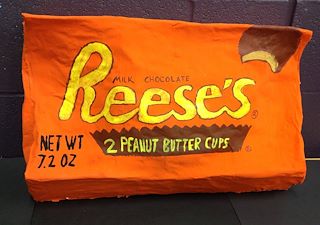 MILK CHOCOLATE
Reese's ®
2 PEANUT BUTTER CUPS
NET WT
7.2 OZ